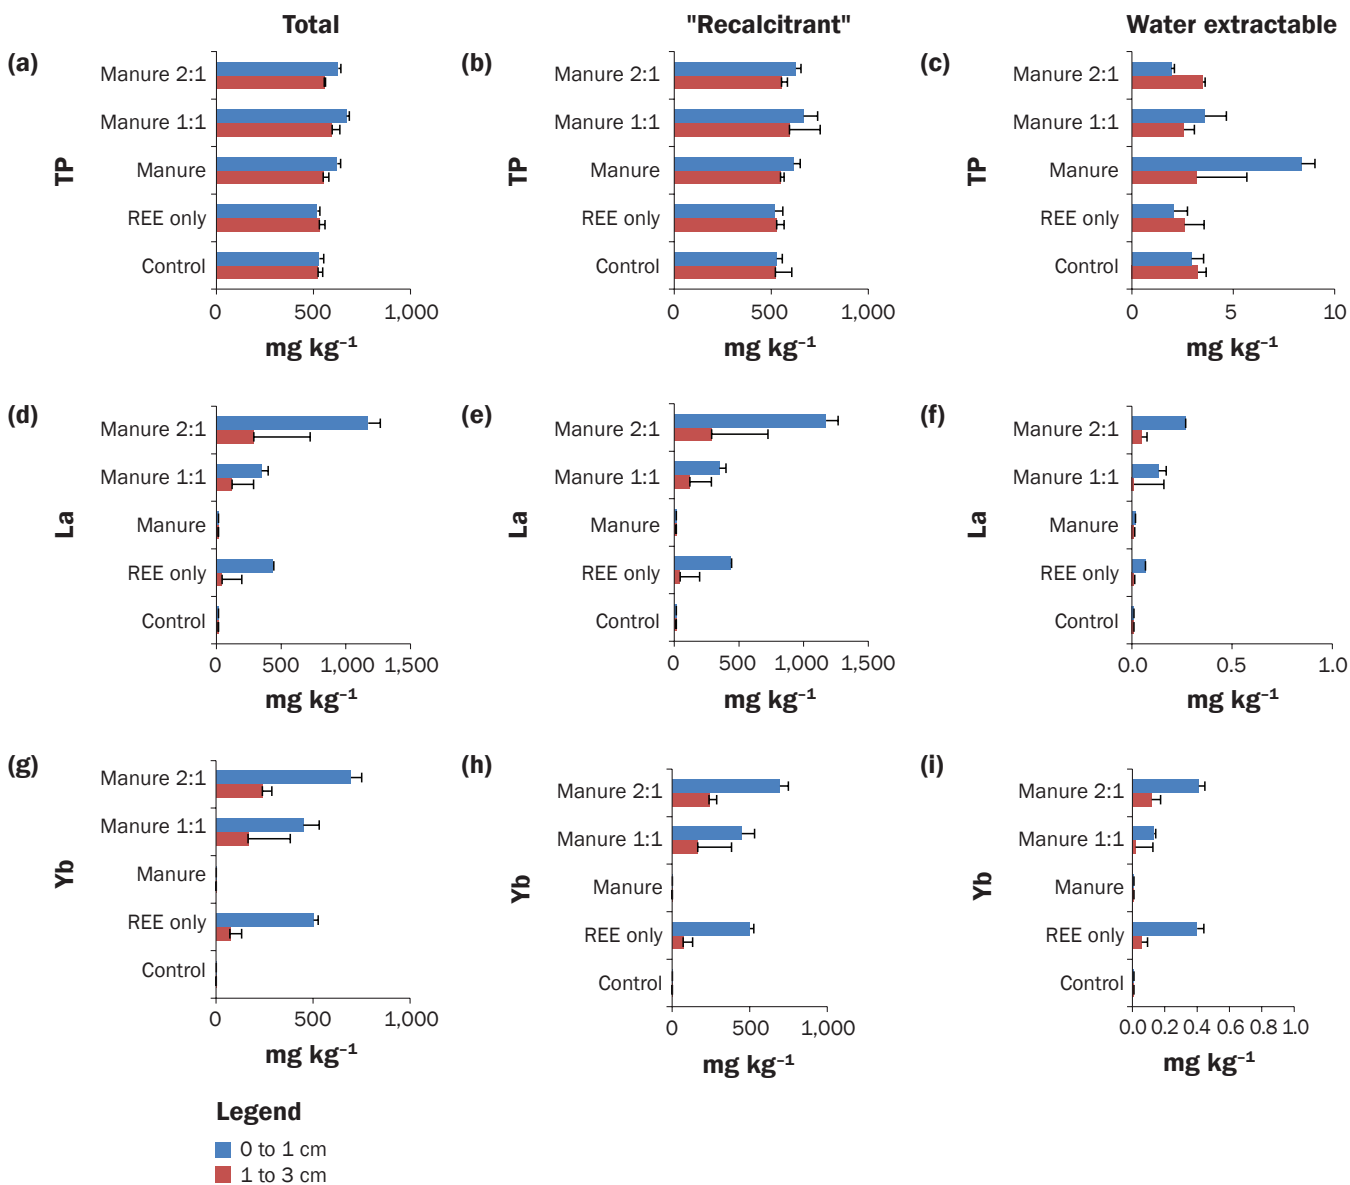 Total
"Recalcitrant"
Water extractable
(a)
TP
Manure 2:1
Manure 1:1
Manure
REE only
Control
0 500 1,000
mg kg⁻¹
(b)
TP
Manure 2:1
Manure 1:1
Manure
REE only
Control
0 500 1,000
mg kg⁻¹
(c)
TP
Manure 2:1
Manure 1:1
Manure
REE only
Control
0 5 10
mg kg⁻¹
(d)
La
Manure 2:1
Manure 1:1
Manure
REE only
Control
0 500 1,000 1,500
mg kg⁻¹
(e)
La
Manure 2:1
Manure 1:1
Manure
REE only
Control
0 500 1,000 1,500
mg kg⁻¹
(f)
La
Manure 2:1
Manure 1:1
Manure
REE only
Control
0.0 0.5 1.0
mg kg⁻¹
(g)
Yb
Manure 2:1
Manure 1:1
Manure
REE only
Control
0 500 1,000
mg kg⁻¹
(h)
Yb
Manure 2:1
Manure 1:1
Manure
REE only
Control
0 500 1,000
mg kg⁻¹
(i)
Yb
Manure 2:1
Manure 1:1
Manure
REE only
Control
0.0 0.2 0.4 0.6 0.8 1.0
mg kg⁻¹
Legend
0 to 1 cm
1 to 3 cm